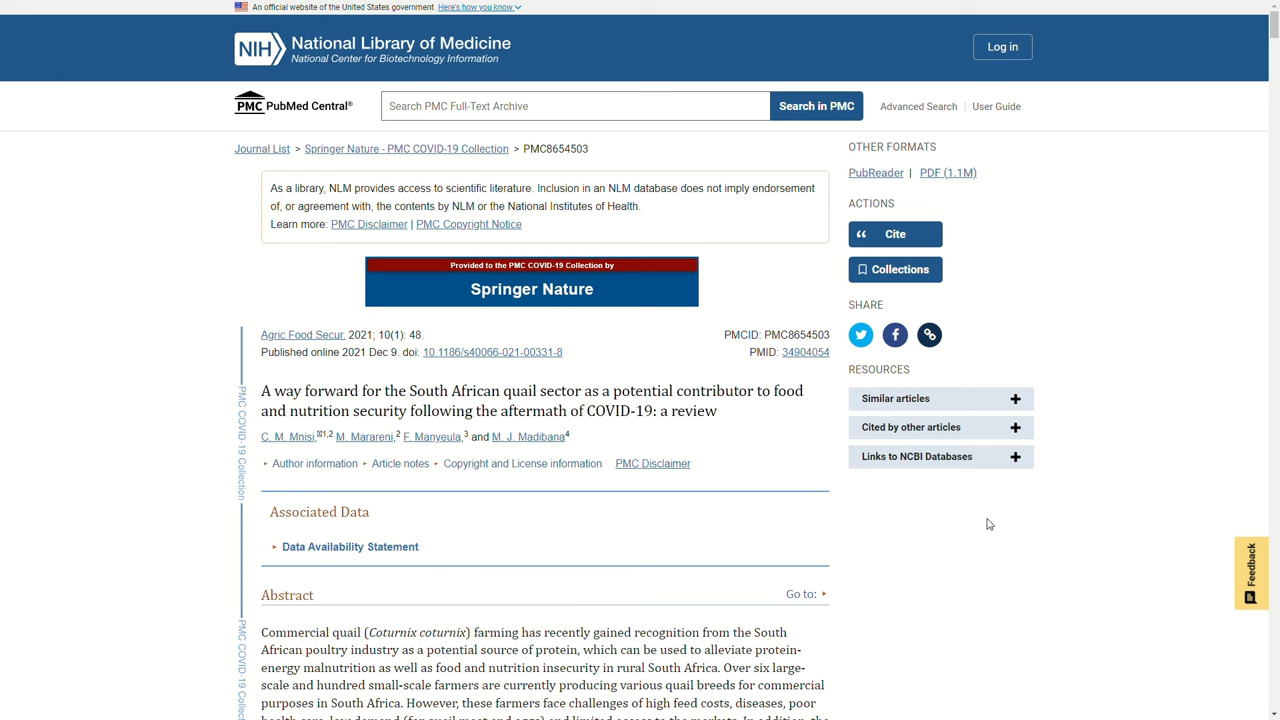 An official website of the United States government Here's how you know
NIH National Library of Medicine
National Center for Biotechnology Information
Log in
PMC PubMed Central®
Search PMC Full-Text Archive
Search in PMC
Advanced Search | User Guide
Journal List > Springer Nature - PMC COVID-19 Collection > PMC8654503
As a library, NLM provides access to scientific literature. Inclusion in an NLM database does not imply endorsement
of, or agreement with, the contents by NLM or the National Institutes of Health.
Learn more: PMC Disclaimer | PMC Copyright Notice
Provided to the PMC COVID-19 Collection by
Springer Nature
Agric Food Secur. 2021; 10(1): 48.
PMCID: PMC8654503
Published online 2021 Dec 9. doi: 10.1186/s40066-021-00331-8
PMID: 34904054
A way forward for the South African quail sector as a potential contributor to food
and nutrition security following the aftermath of COVID-19: a review
C. M. Mnisi,✉1,2 M. Marareni,2 F. Manyeula,3 and M. J. Madibana4
▸ Author information ▸ Article notes ▸ Copyright and License information PMC Disclaimer
Associated Data
▸ Data Availability Statement
Abstract
Go to: ▸
Commercial quail (Coturnix coturnix) farming has recently gained recognition from the South
African poultry industry as a potential source of protein, which can be used to alleviate protein-
energy malnutrition as well as food and nutrition insecurity in rural South Africa. Over six large-
scale and hundred small-scale farmers are currently producing various quail breeds for commercial
purposes in South Africa. However, these farmers face challenges of high feed costs, diseases, poor
PMC COVID-19 Collection
PMC COVID-19 Collect
OTHER FORMATS
PubReader | PDF (1.1M)
ACTIONS
Cite
Collections
SHARE
RESOURCES
Similar articles
Cited by other articles
Links to NCBI Databases
Feedback